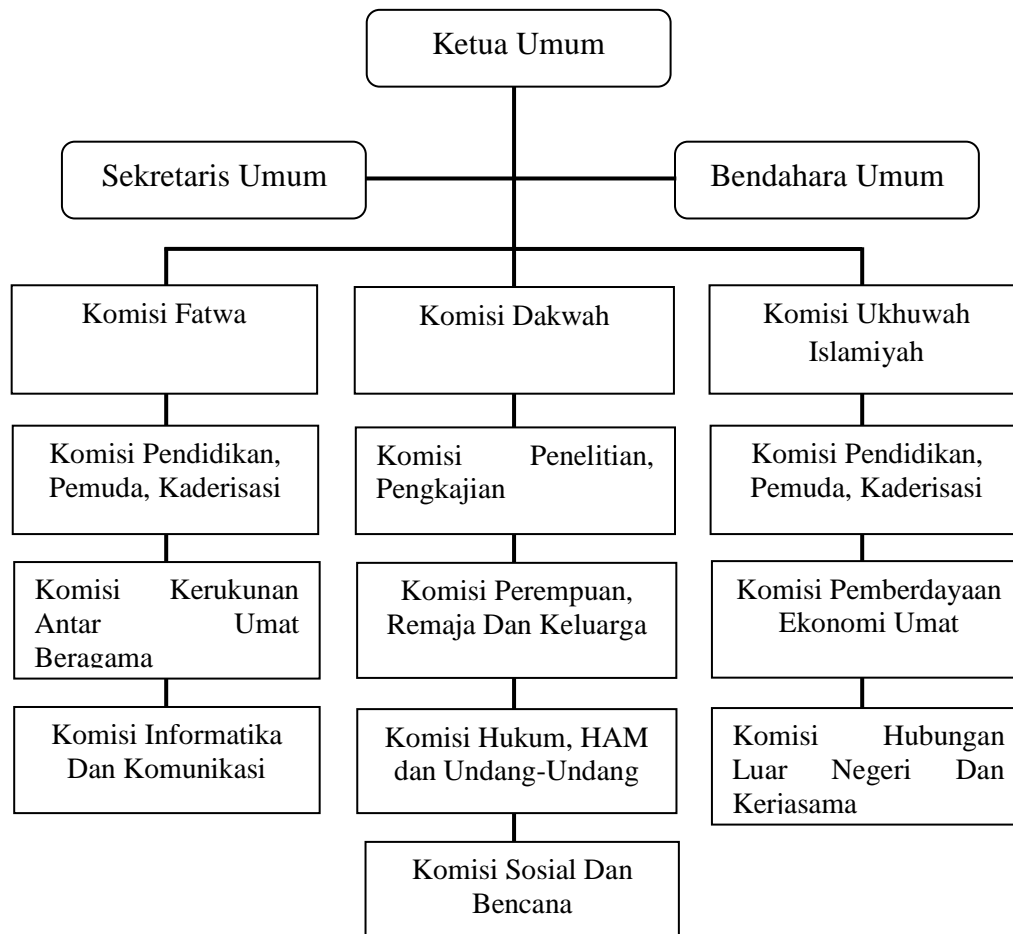 Ketua Umum
Sekretaris Umum
Bendahara Umum
Komisi Fatwa
Komisi Dakwah
Komisi Ukhuwah
Islamiyah
Komisi Pendidikan,
Pemuda, Kaderisasi
Komisi Penelitian,
Pengkajian
Komisi Pendidikan,
Pemuda, Kaderisasi
Komisi Kerukunan
Antar Umat
Beragama
Komisi Perempuan,
Remaja Dan Keluarga
Komisi Pemberdayaan
Ekonomi Umat
Komisi Informatika
Dan Komunikasi
Komisi Hukum, HAM
dan Undang-Undang
Komisi Hubungan
Luar Negeri Dan
Kerjasama
Komisi Sosial Dan
Bencana